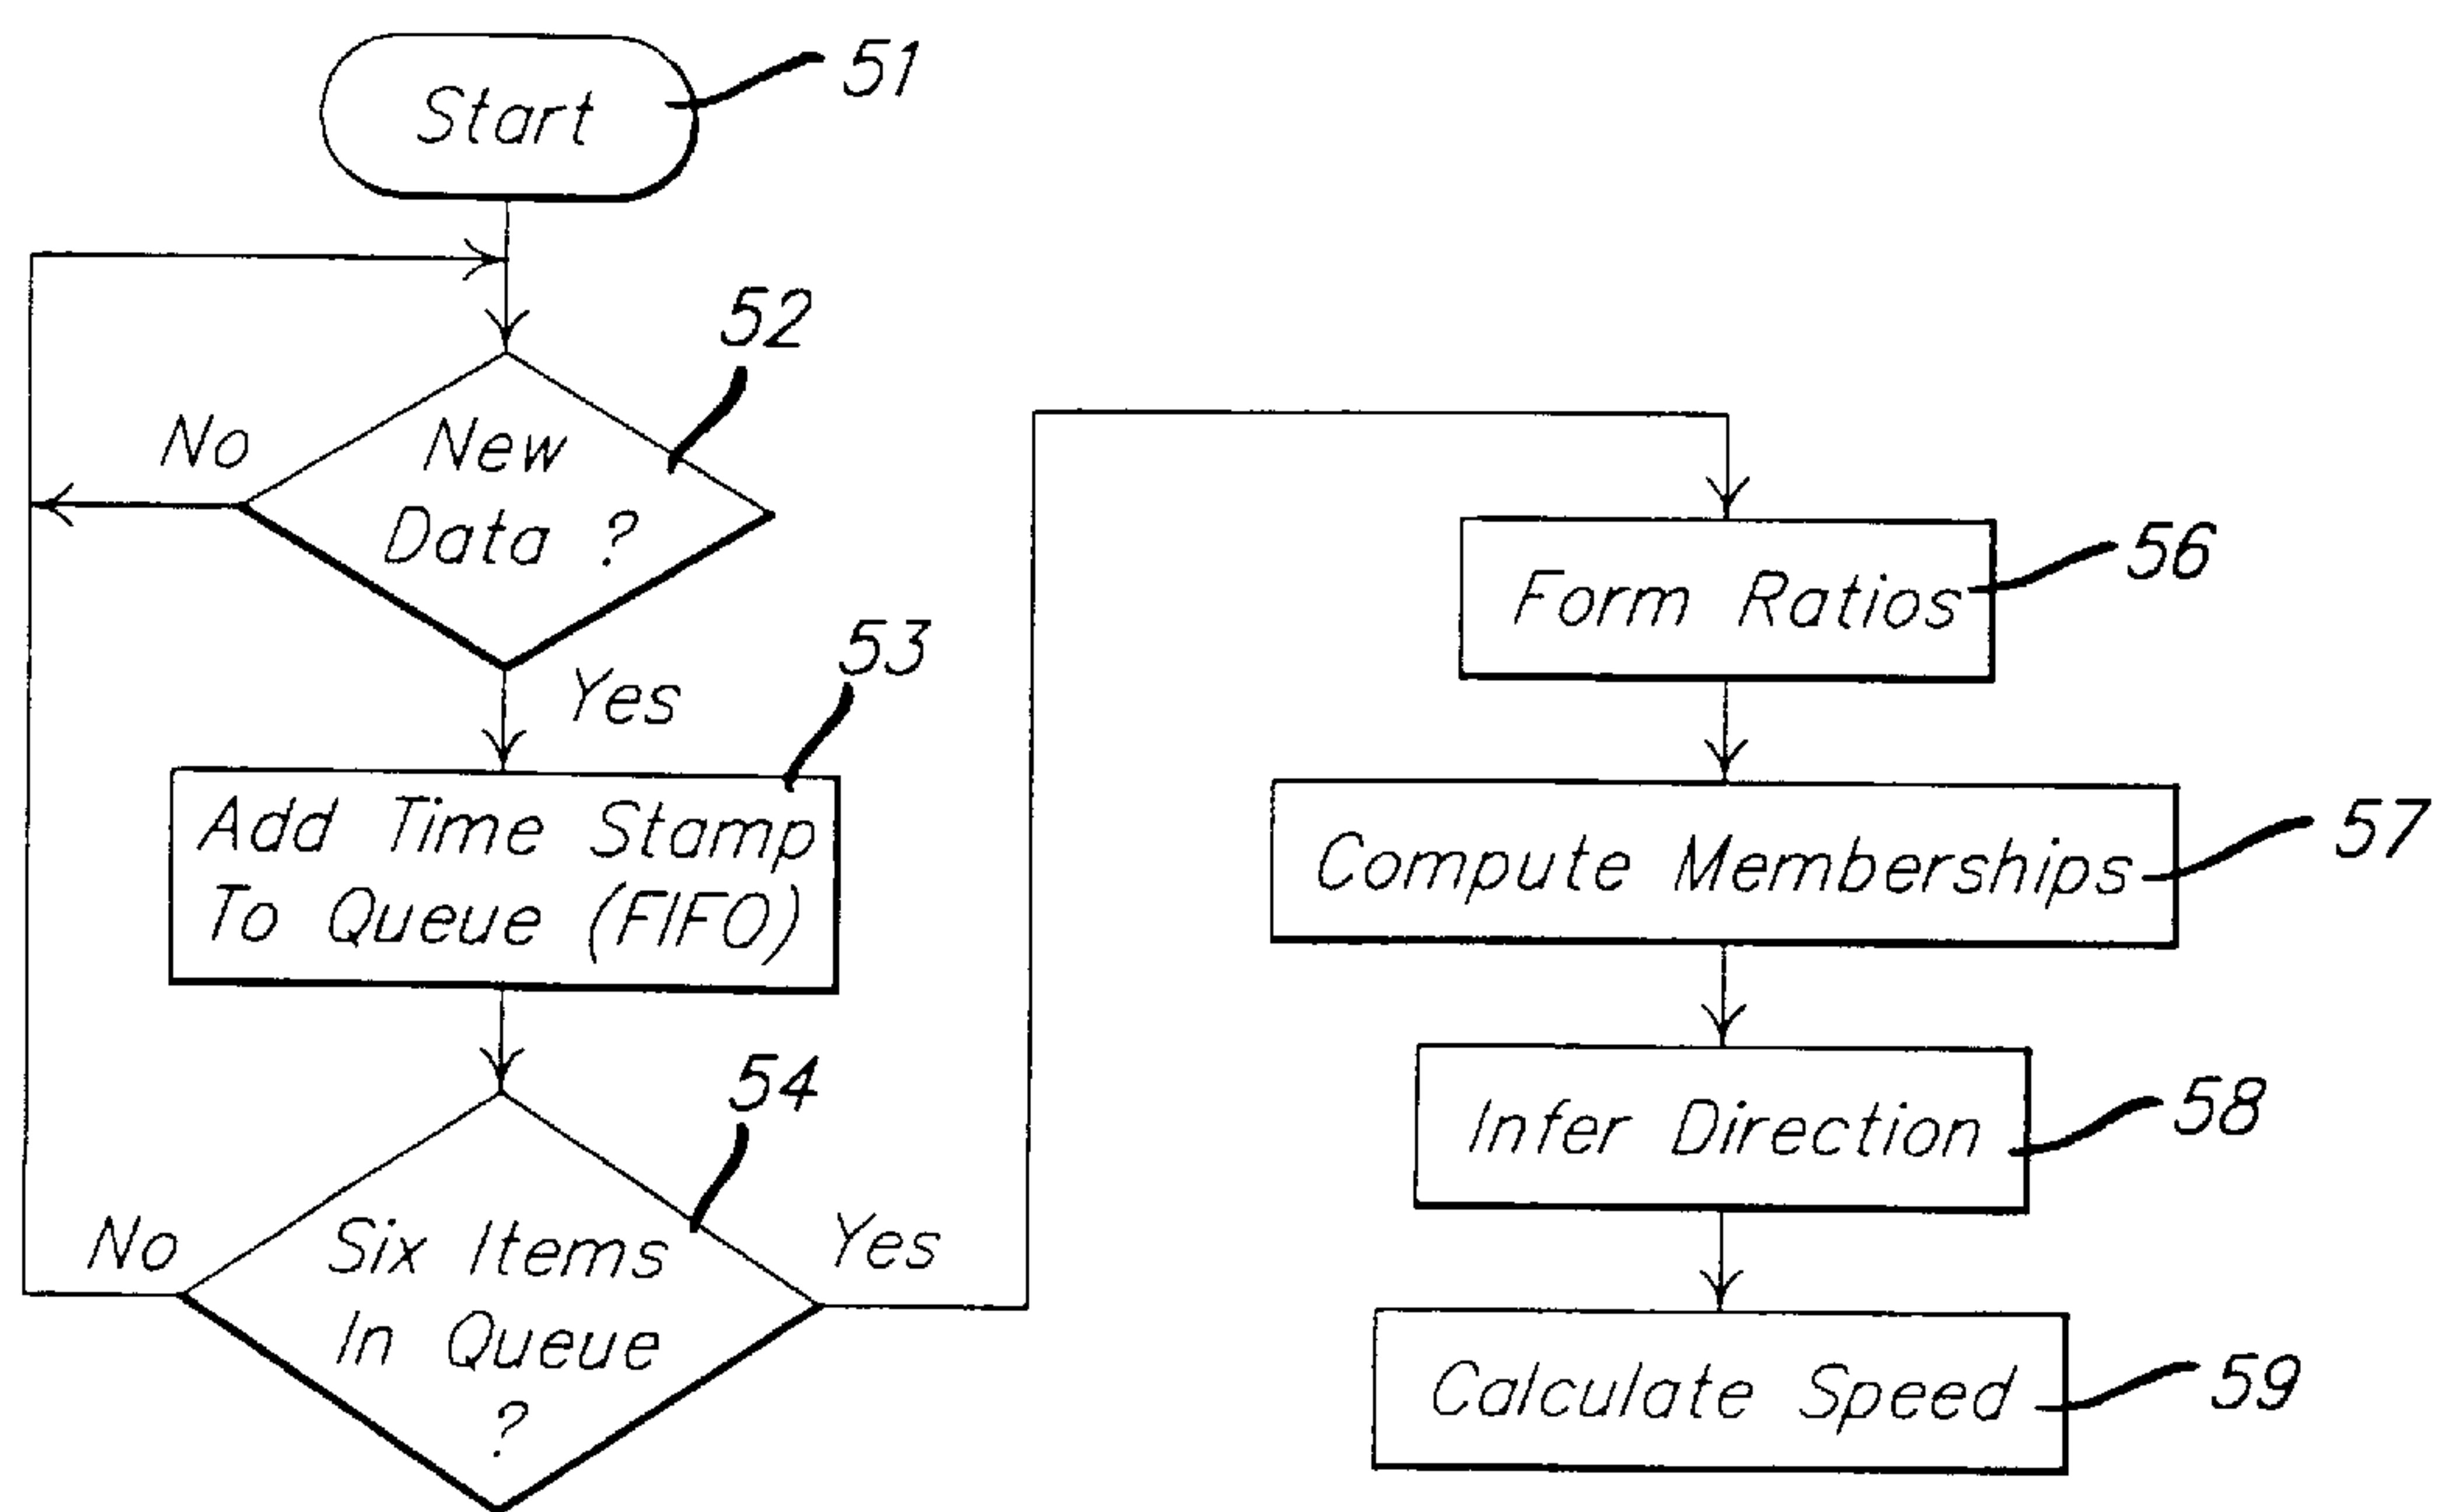 Start
51
52
No
New
Data ?
Yes
53
Add Time Stamp
To Queue (FIFO)
54
No
Six Items
In Queue
?
Yes
Form Ratios
56
Compute Memberships
57
Infer Direction
58
Calculate Speed
59